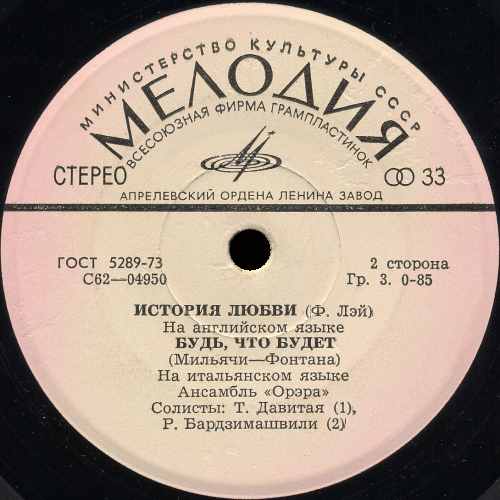 МИНИСТЕРСТВО КУЛЬТУРЫ СССР
МЕЛОДИЯ
ВСЕСОЮЗНАЯ ФИРМА ГРАМПЛАСТИНОК
СТЕРЕО 33
АПРЕЛЕВСКИЙ ОРДЕНА ЛЕНИНА ЗАВОД
ГОСТ 5289-73 2 сторона
С62—04950 Гр. 3. 0-85
ИСТОРИЯ ЛЮБВИ (Ф. Лэй)
На английском языке
БУДЬ, ЧТО БУДЕТ
(Мильячи—Фонтана)
На итальянском языке
Ансамбль «Орэра»
Солисты: Т. Давитая (1),
Р. Бардзимашвили (2)